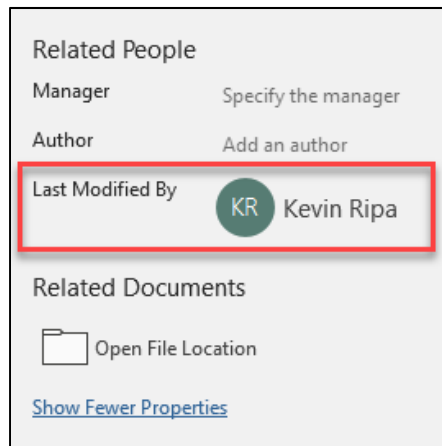 Related People
Manager Specify the manager
Author Add an author
Last Modified By KR Kevin Ripa
Related Documents
Open File Location
Show Fewer Properties